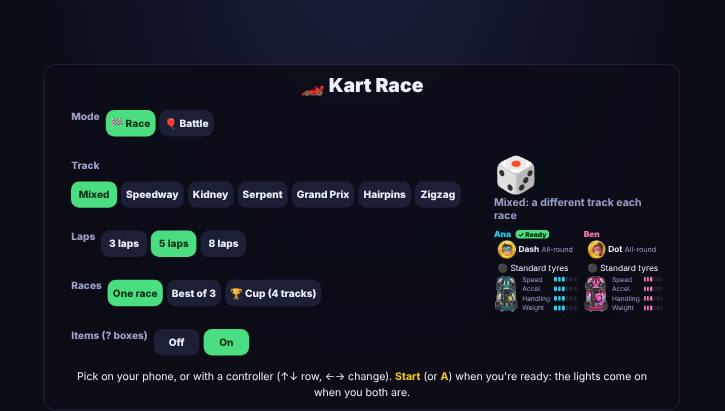 Kart Race
Mode Race Battle
Track
Mixed Speedway Kidney Serpent Grand Prix Hairpins Zigzag
Laps 3 laps 5 laps 8 laps
Races One race Best of 3 Cup (4 tracks)
Items (? boxes) Off On
Mixed: a different track each
race
Ana ✓ Ready Ben
Dash All-round Dot All-round
Standard tyres Standard tyres
Speed Speed
Accel. Accel.
Handling Handling
Weight Weight
Pick on your phone, or with a controller (↑↓ row, ←→ change). Start (or A) when you're ready: the lights come on
when you both are.